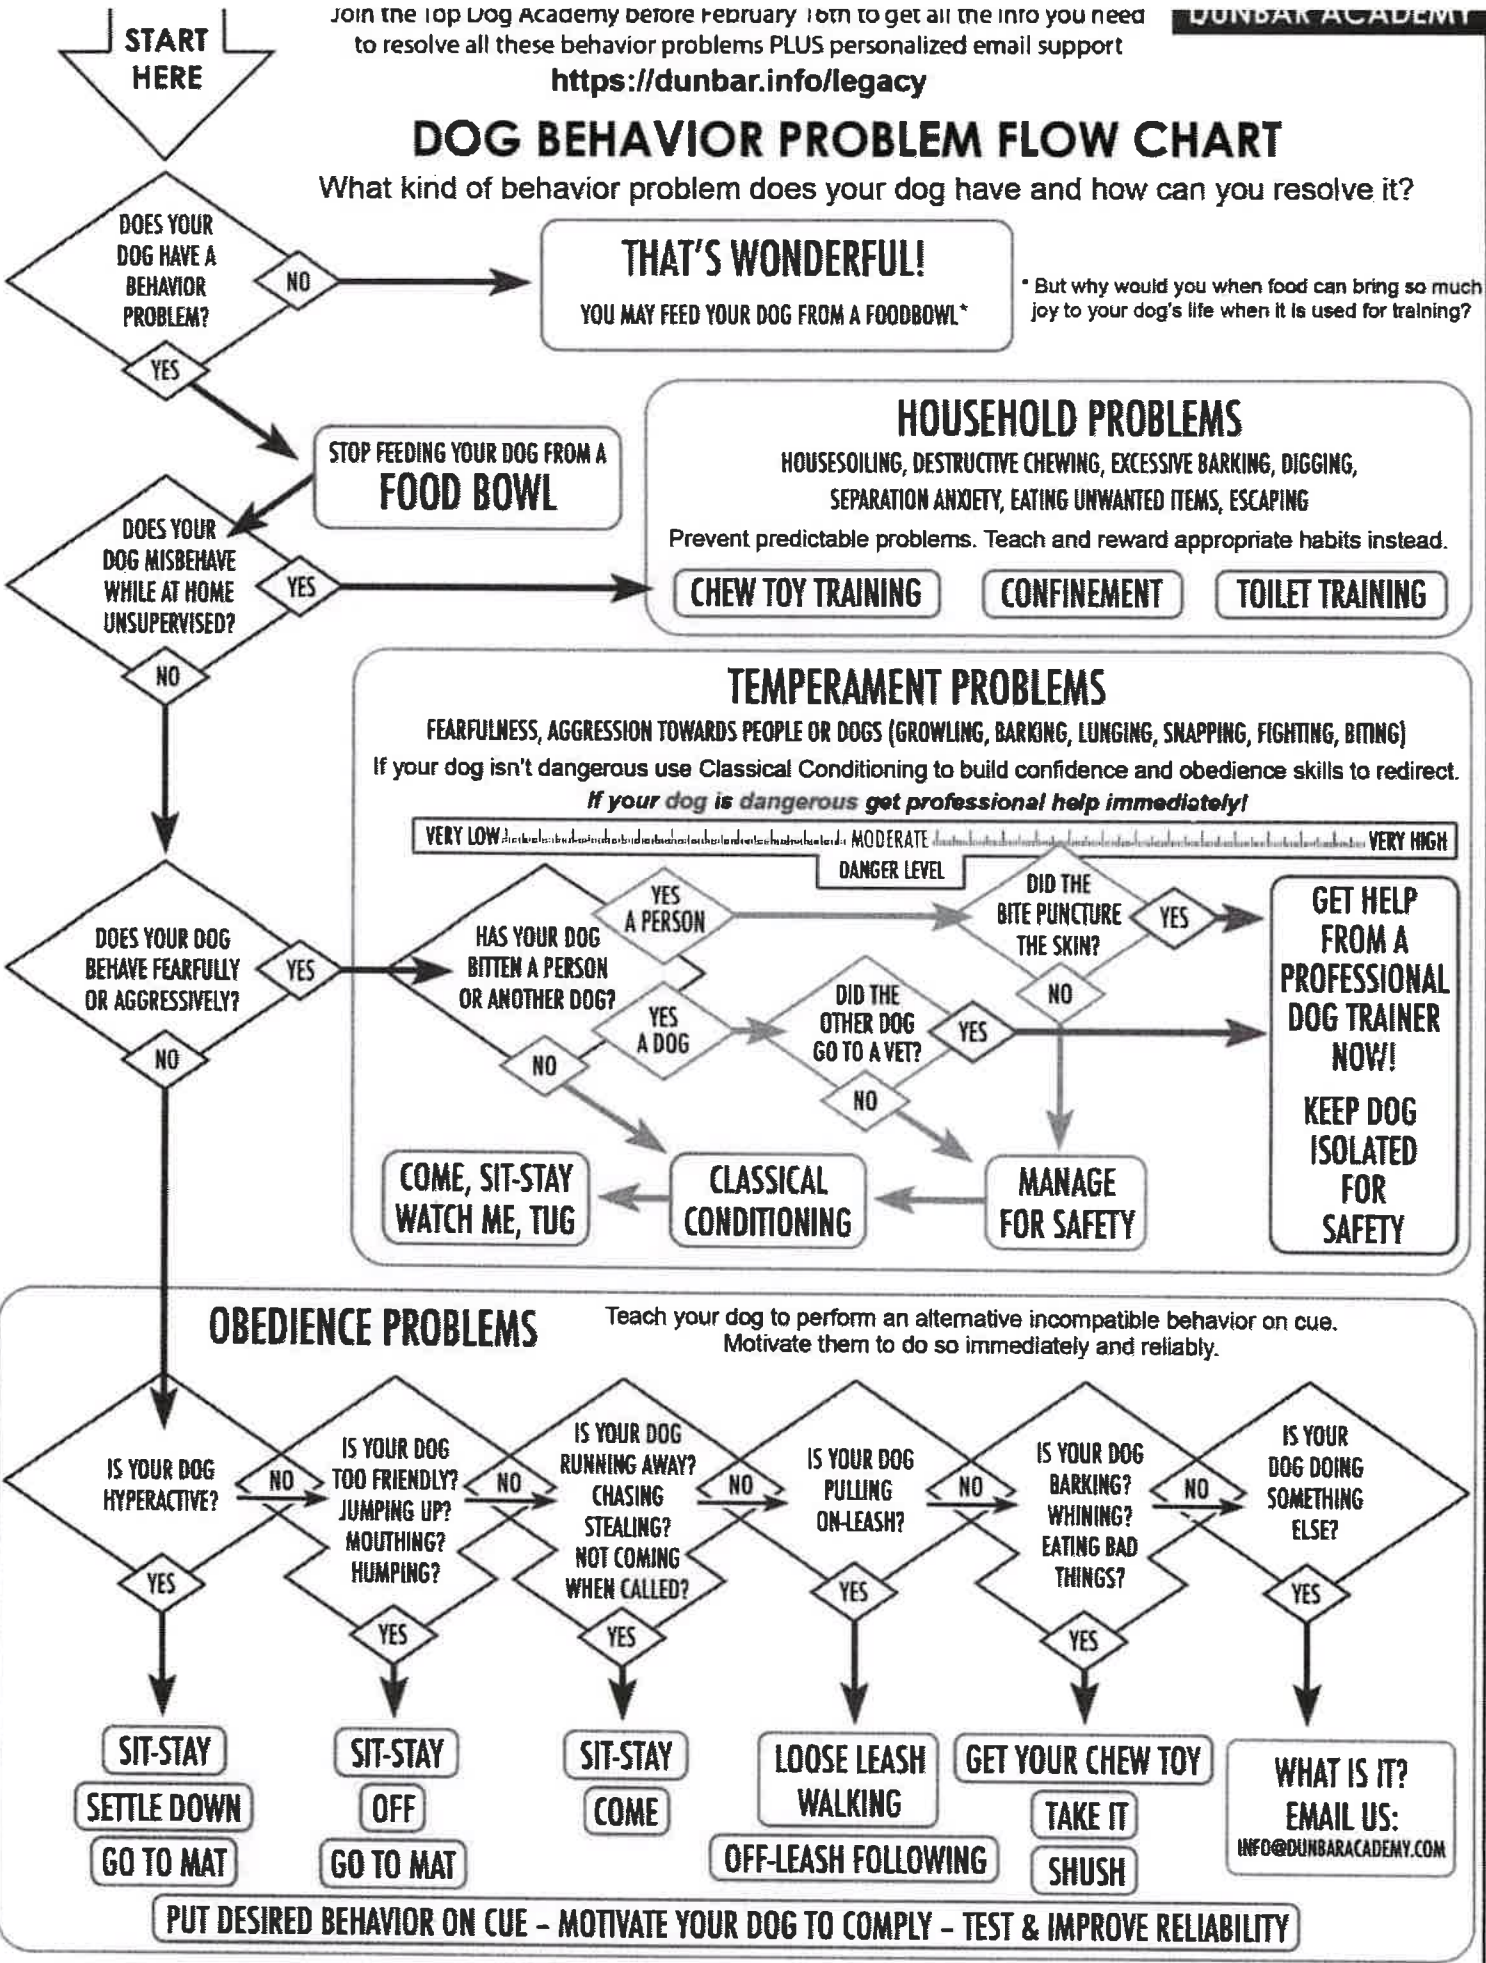 Join the Top Dog Academy before February 16th to get all the info you need
to resolve all these behavior problems PLUS personalized email support
https://dunbar.info/legacy
DUNBAR ACADEMY
START
HERE
DOG BEHAVIOR PROBLEM FLOW CHART
What kind of behavior problem does your dog have and how can you resolve it?
DOES YOUR
DOG HAVE A
BEHAVIOR
PROBLEM?
NO
THAT'S WONDERFUL!
YOU MAY FEED YOUR DOG FROM A FOODBOWL*
* But why would you when food can bring so much
joy to your dog's life when it is used for training?
YES
STOP FEEDING YOUR DOG FROM A
FOOD BOWL
DOES YOUR
DOG MISBEHAVE
WHILE AT HOME
UNSUPERVISED?
YES
HOUSEHOLD PROBLEMS
HOUSESOILING, DESTRUCTIVE CHEWING, EXCESSIVE BARKING, DIGGING,
SEPARATION ANXIETY, EATING UNWANTED ITEMS, ESCAPING
Prevent predictable problems. Teach and reward appropriate habits instead.
CHEW TOY TRAINING
CONFINEMENT
TOILET TRAINING
NO
TEMPERAMENT PROBLEMS
FEARFULNESS, AGGRESSION TOWARDS PEOPLE OR DOGS (GROWLING, BARKING, LUNGING, SNAPPING, FIGHTING, BITING)
If your dog isn't dangerous use Classical Conditioning to build confidence and obedience skills to redirect.
If your dog is dangerous get professional help immediately!
VERY LOW MODERATE VERY HIGH
DANGER LEVEL
DOES YOUR DOG
BEHAVE FEARFULLY
OR AGGRESSIVELY?
YES
HAS YOUR DOG
BITTEN A PERSON
OR ANOTHER DOG?
YES
A PERSON
DID THE
BITE PUNCTURE
THE SKIN?
YES
NO
YES
A DOG
DID THE
OTHER DOG
GO TO A VET?
YES
NO
NO
GET HELP
FROM A
PROFESSIONAL
DOG TRAINER
NOW!
KEEP DOG
ISOLATED
FOR
SAFETY
NO
COME, SIT-STAY
WATCH ME, TUG
CLASSICAL
CONDITIONING
MANAGE
FOR SAFETY
OBEDIENCE PROBLEMS
Teach your dog to perform an alternative incompatible behavior on cue.
Motivate them to do so immediately and reliably.
IS YOUR DOG
HYPERACTIVE?
NO
IS YOUR DOG
TOO FRIENDLY?
JUMPING UP?
MOUTHING?
HUMPING?
NO
IS YOUR DOG
RUNNING AWAY?
CHASING
STEALING?
NOT COMING
WHEN CALLED?
NO
IS YOUR DOG
PULLING
ON-LEASH?
NO
IS YOUR DOG
BARKING?
WHINING?
EATING BAD
THINGS?
NO
IS YOUR
DOG DOING
SOMETHING
ELSE?
YES
YES
YES
YES
YES
YES
SIT-STAY
SETTLE DOWN
GO TO MAT
SIT-STAY
OFF
GO TO MAT
SIT-STAY
COME
LOOSE LEASH
WALKING
OFF-LEASH FOLLOWING
GET YOUR CHEW TOY
TAKE IT
SHUSH
WHAT IS IT?
EMAIL US:
INFO@DUNBARACADEMY.COM
PUT DESIRED BEHAVIOR ON CUE – MOTIVATE YOUR DOG TO COMPLY – TEST & IMPROVE RELIABILITY